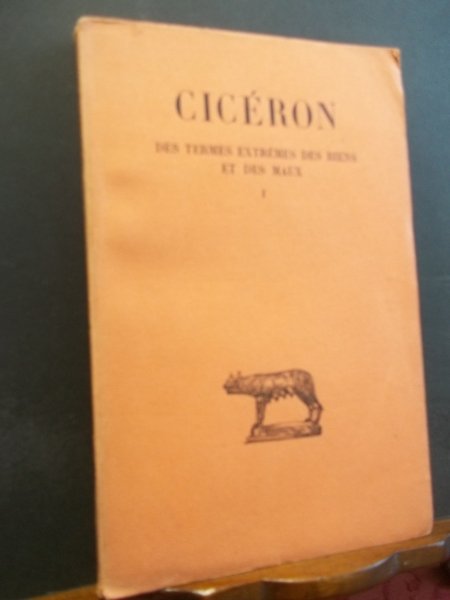 CICÉRON
DES TERMES EXTRÊMES DES BIENS
ET DES MAUX
I